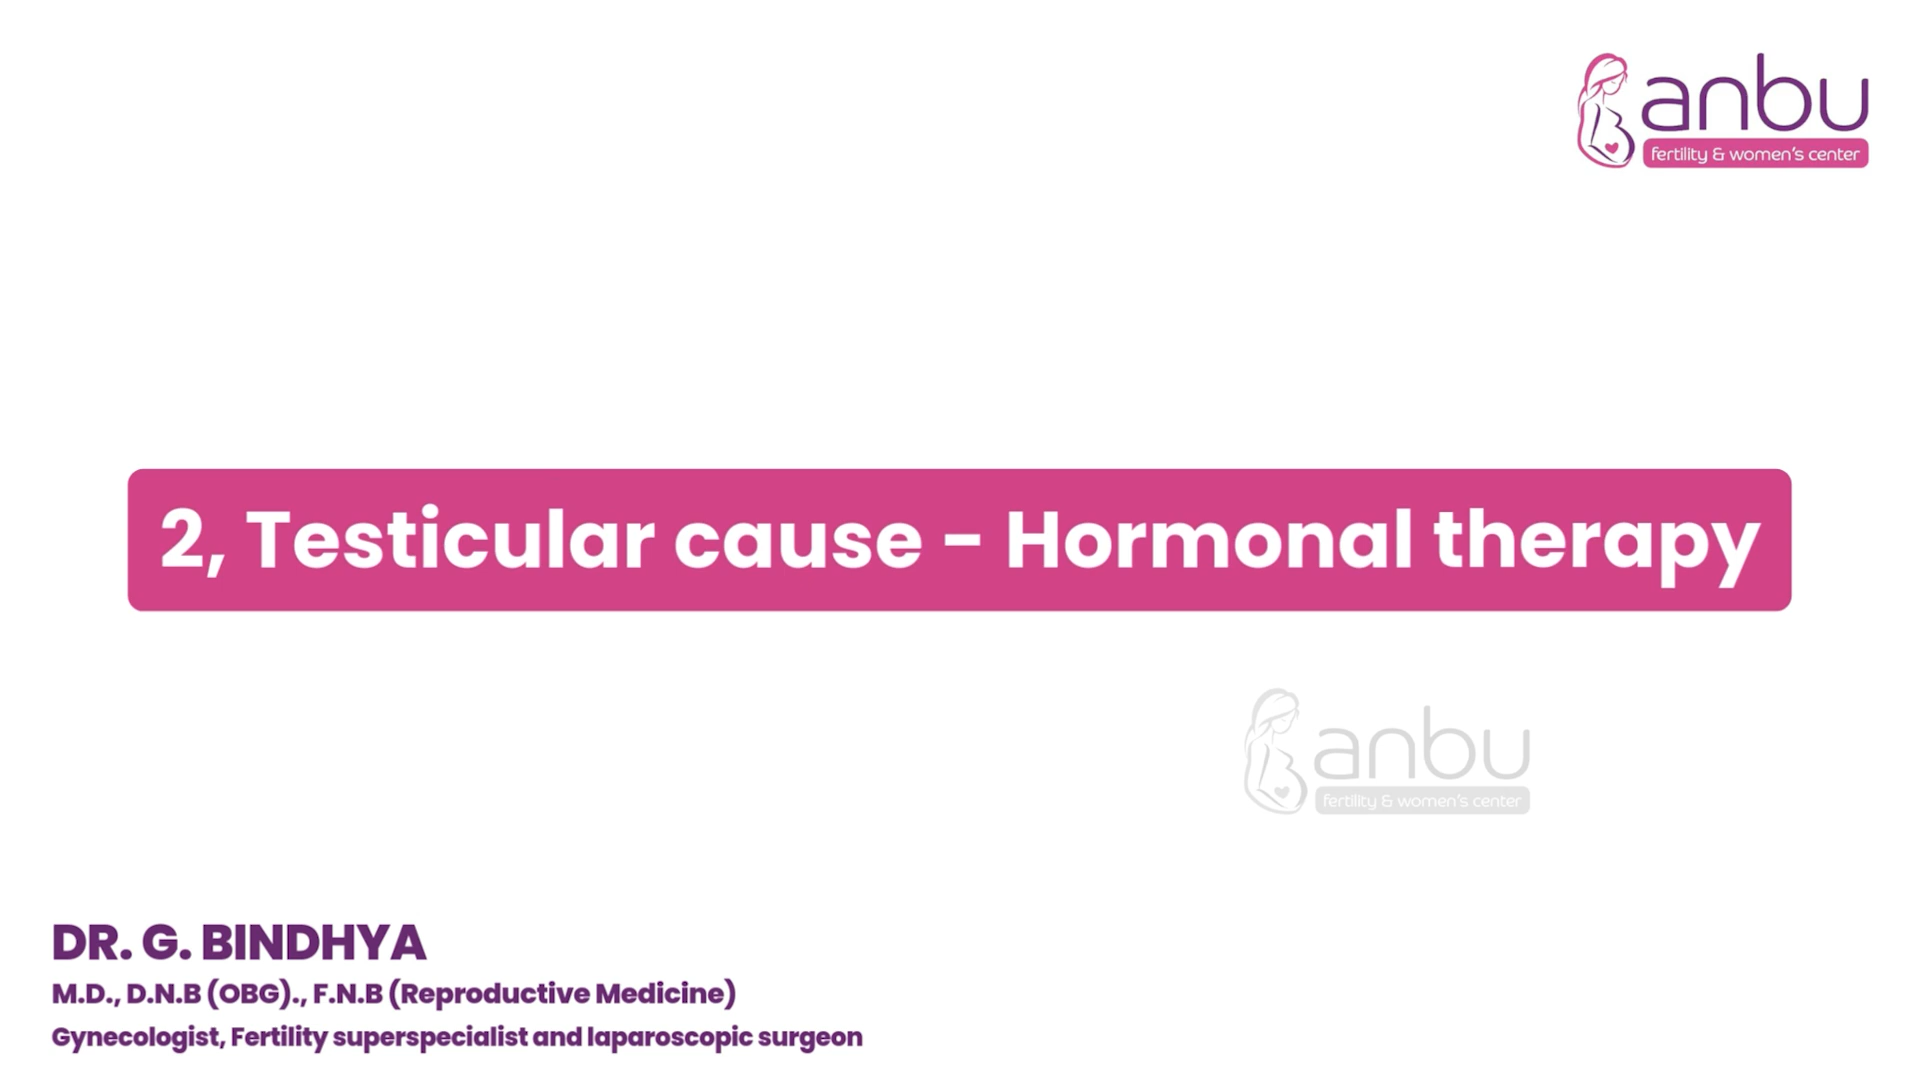 anbu
fertility & women's center
2, Testicular cause - Hormonal therapy
anbu
fertility & women's center
DR. G. BINDHYA
M.D., D.N.B (OBG)., F.N.B (Reproductive Medicine)
Gynecologist, Fertility superspecialist and laparoscopic surgeon